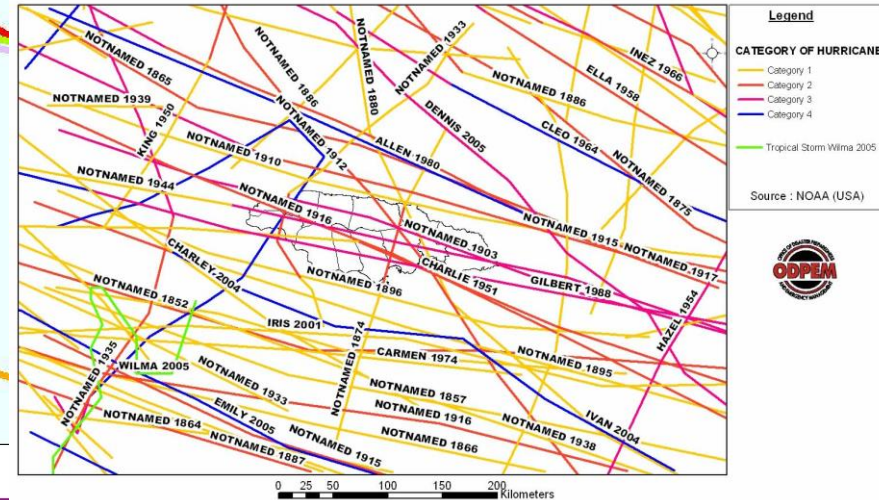 Legend
CATEGORY OF HURRICANE
Category 1
Category 2
Category 3
Category 4
Tropical Storm Wilma 2005
Source : NOAA (USA)
ODPEM
NOTNAMED 1865
NOTNAMED 1886
NOTNAMED 1880
NOTNAMED 1933
INEZ 1966
ELLA 1958
NOTNAMED 1886
NOTNAMED 1939
KING 1950
NOTNAMED 1912
DENNIS 2005
CLEO 1964
NOTNAMED 1910
ALLEN 1980
NOTNAMED 1875
NOTNAMED 1944
NOTNAMED 1916
NOTNAMED 1915
NOTNAMED 1903
NOTNAMED 1917
CHARLEY 2004
CHARLIE 1951
GILBERT 1988
NOTNAMED 1896
HAZEL 1954
NOTNAMED 1852
IRIS 2001
NOTNAMED 1874
CARMEN 1974
NOTNAMED 1895
NOTNAMED 1935
WILMA 2005
NOTNAMED 1933
NOTNAMED 1857
EMILY 2005
NOTNAMED 1916
IVAN 2004
NOTNAMED 1864
NOTNAMED 1938
NOTNAMED 1887
NOTNAMED 1915
NOTNAMED 1866
0 25 50 100 150 200
Kilometers